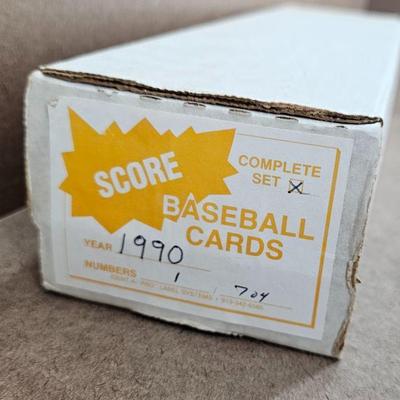 SCORE
COMPLETE
SET ☒
BASEBALL
CARDS
YEAR 1990
NUMBERS 1 / 704